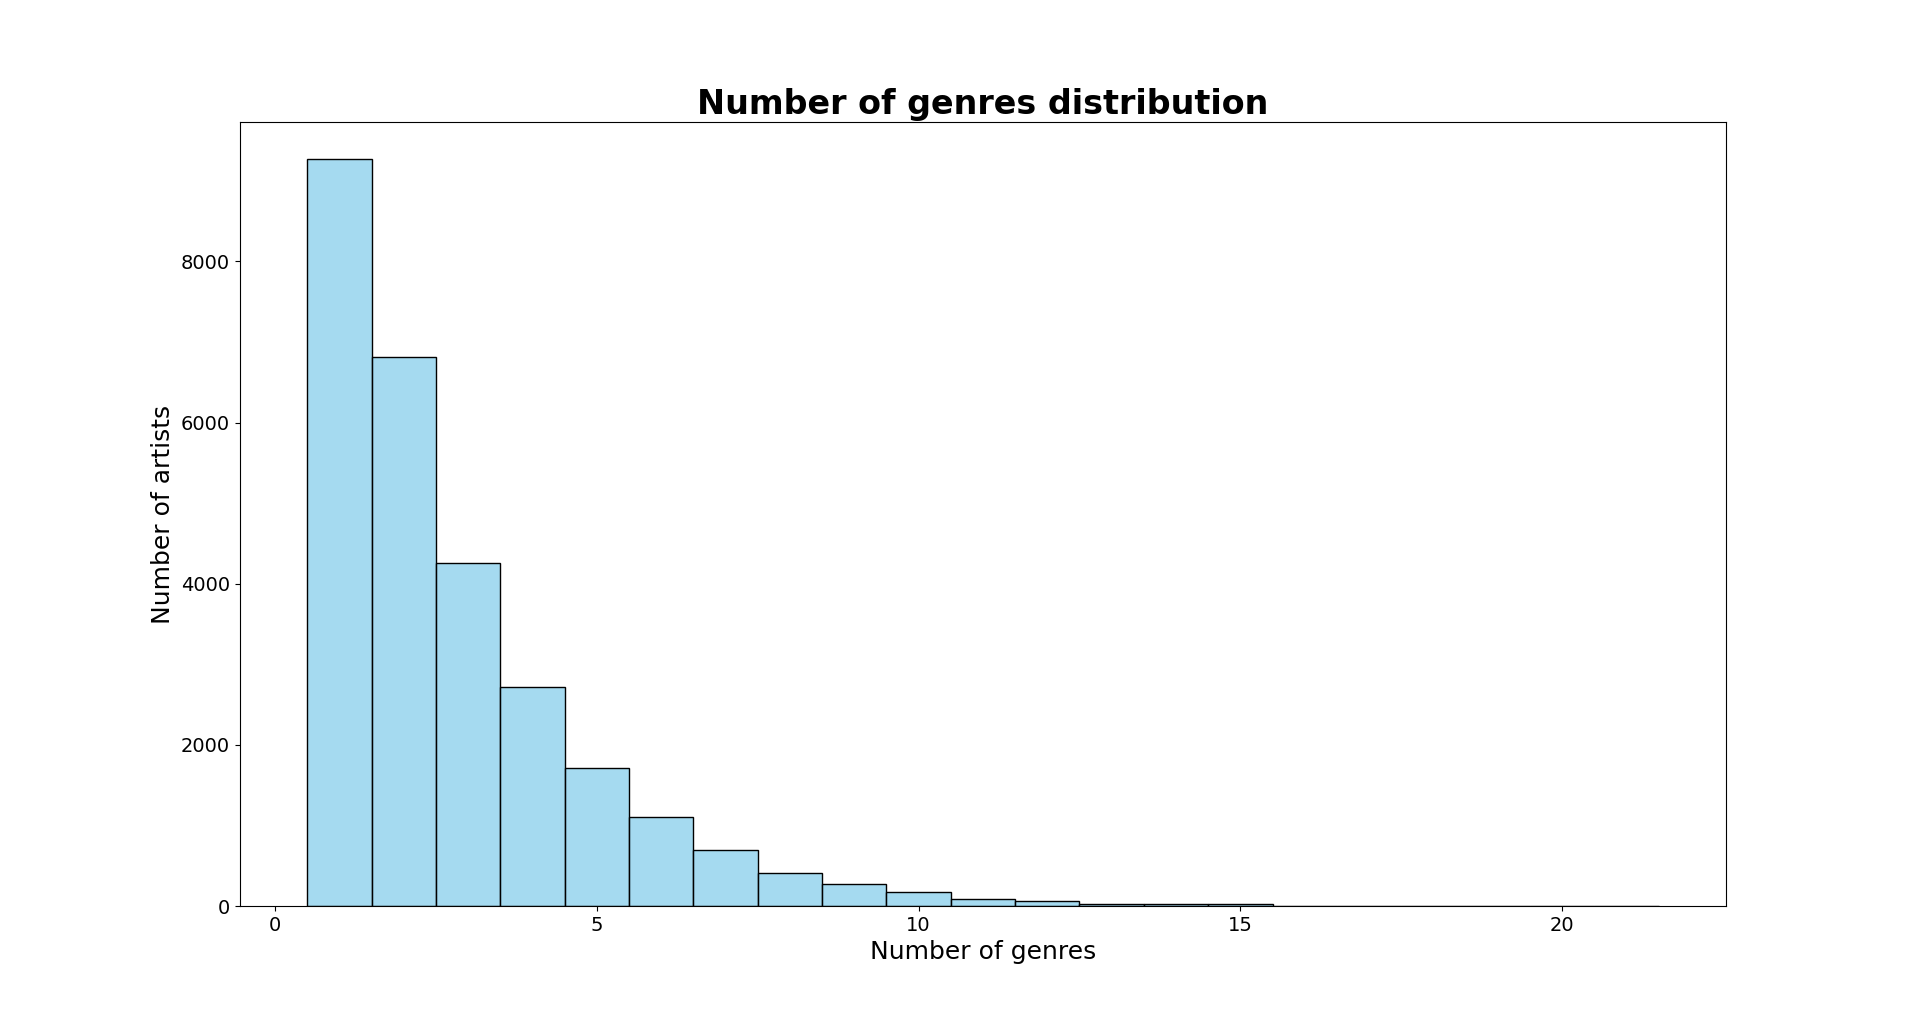 Number of genres distribution
Number of artists
8000
6000
4000
2000
0
0 5 10 15 20
Number of genres